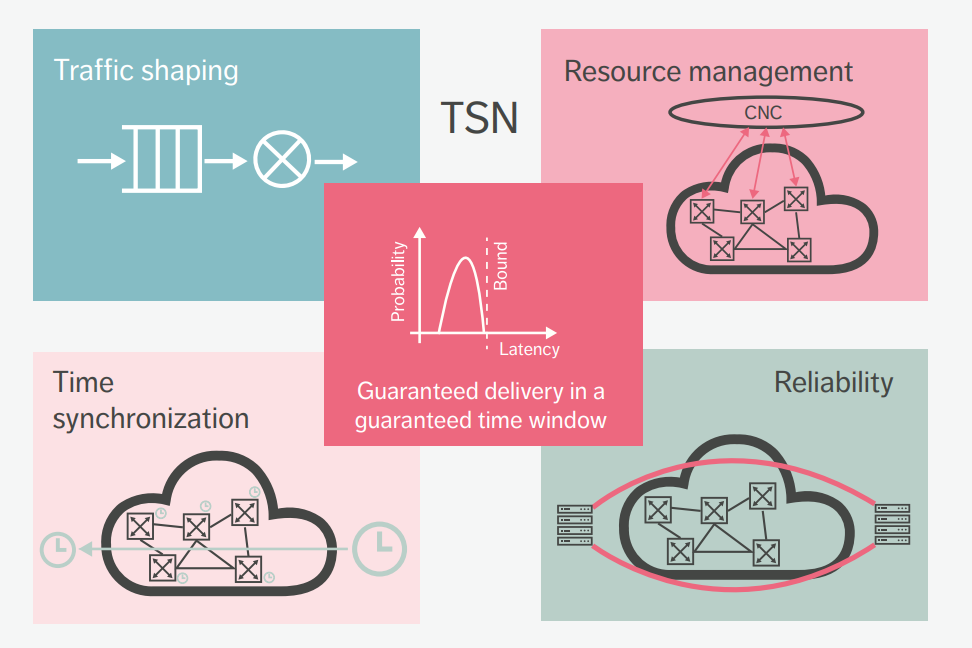 Traffic shaping
TSN
Resource management
CNC
Probability
Bound
Latency
Guaranteed delivery in a
guaranteed time window
Time
synchronization
Reliability